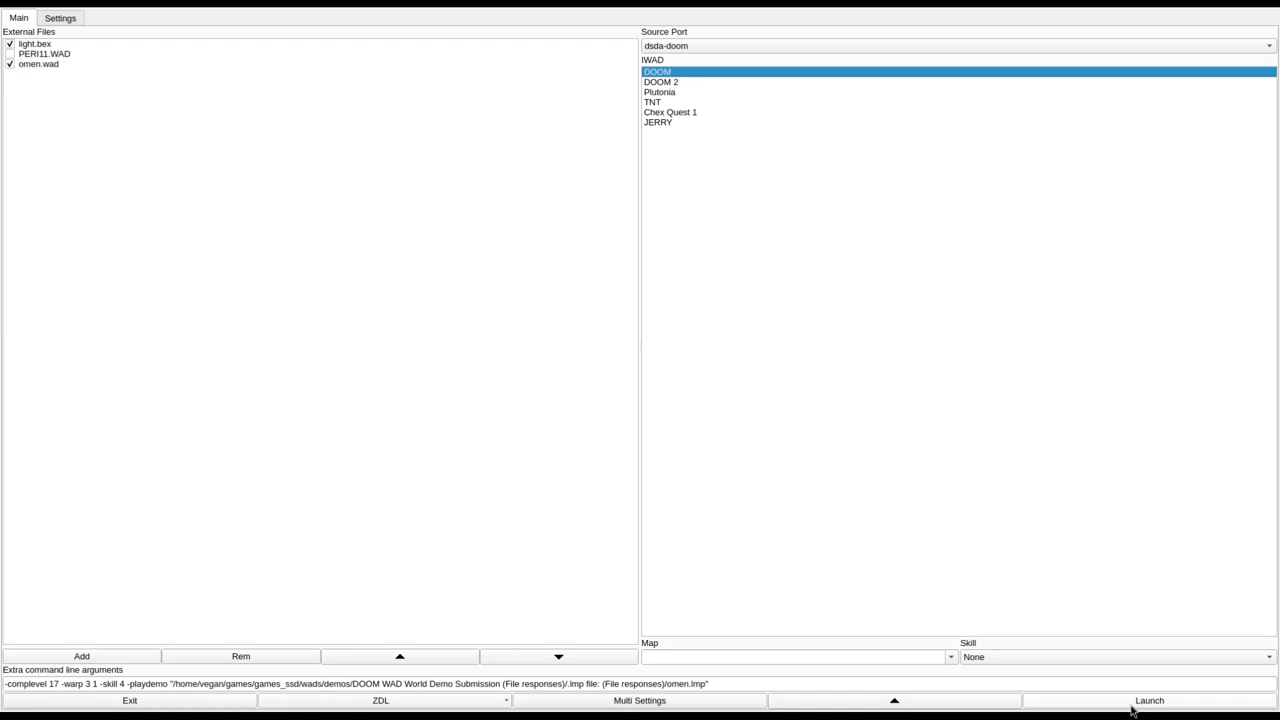 Main Settings
External Files
light.bex
PERI11.WAD
omen.wad
Source Port
dsda-doom
IWAD
DOOM
DOOM 2
Plutonia
TNT
Chex Quest 1
JERRY
Map
Skill
None
Add Rem
Extra command line arguments
-complevel 17 -warp 3 1 -skill 4 -playdemo "/home/vegan/games/games_ssd/wads/demos/DOOM WAD World Demo Submission (File responses)/.lmp file: (File responses)/omen.lmp"
Exit ZDL Multi Settings Launch